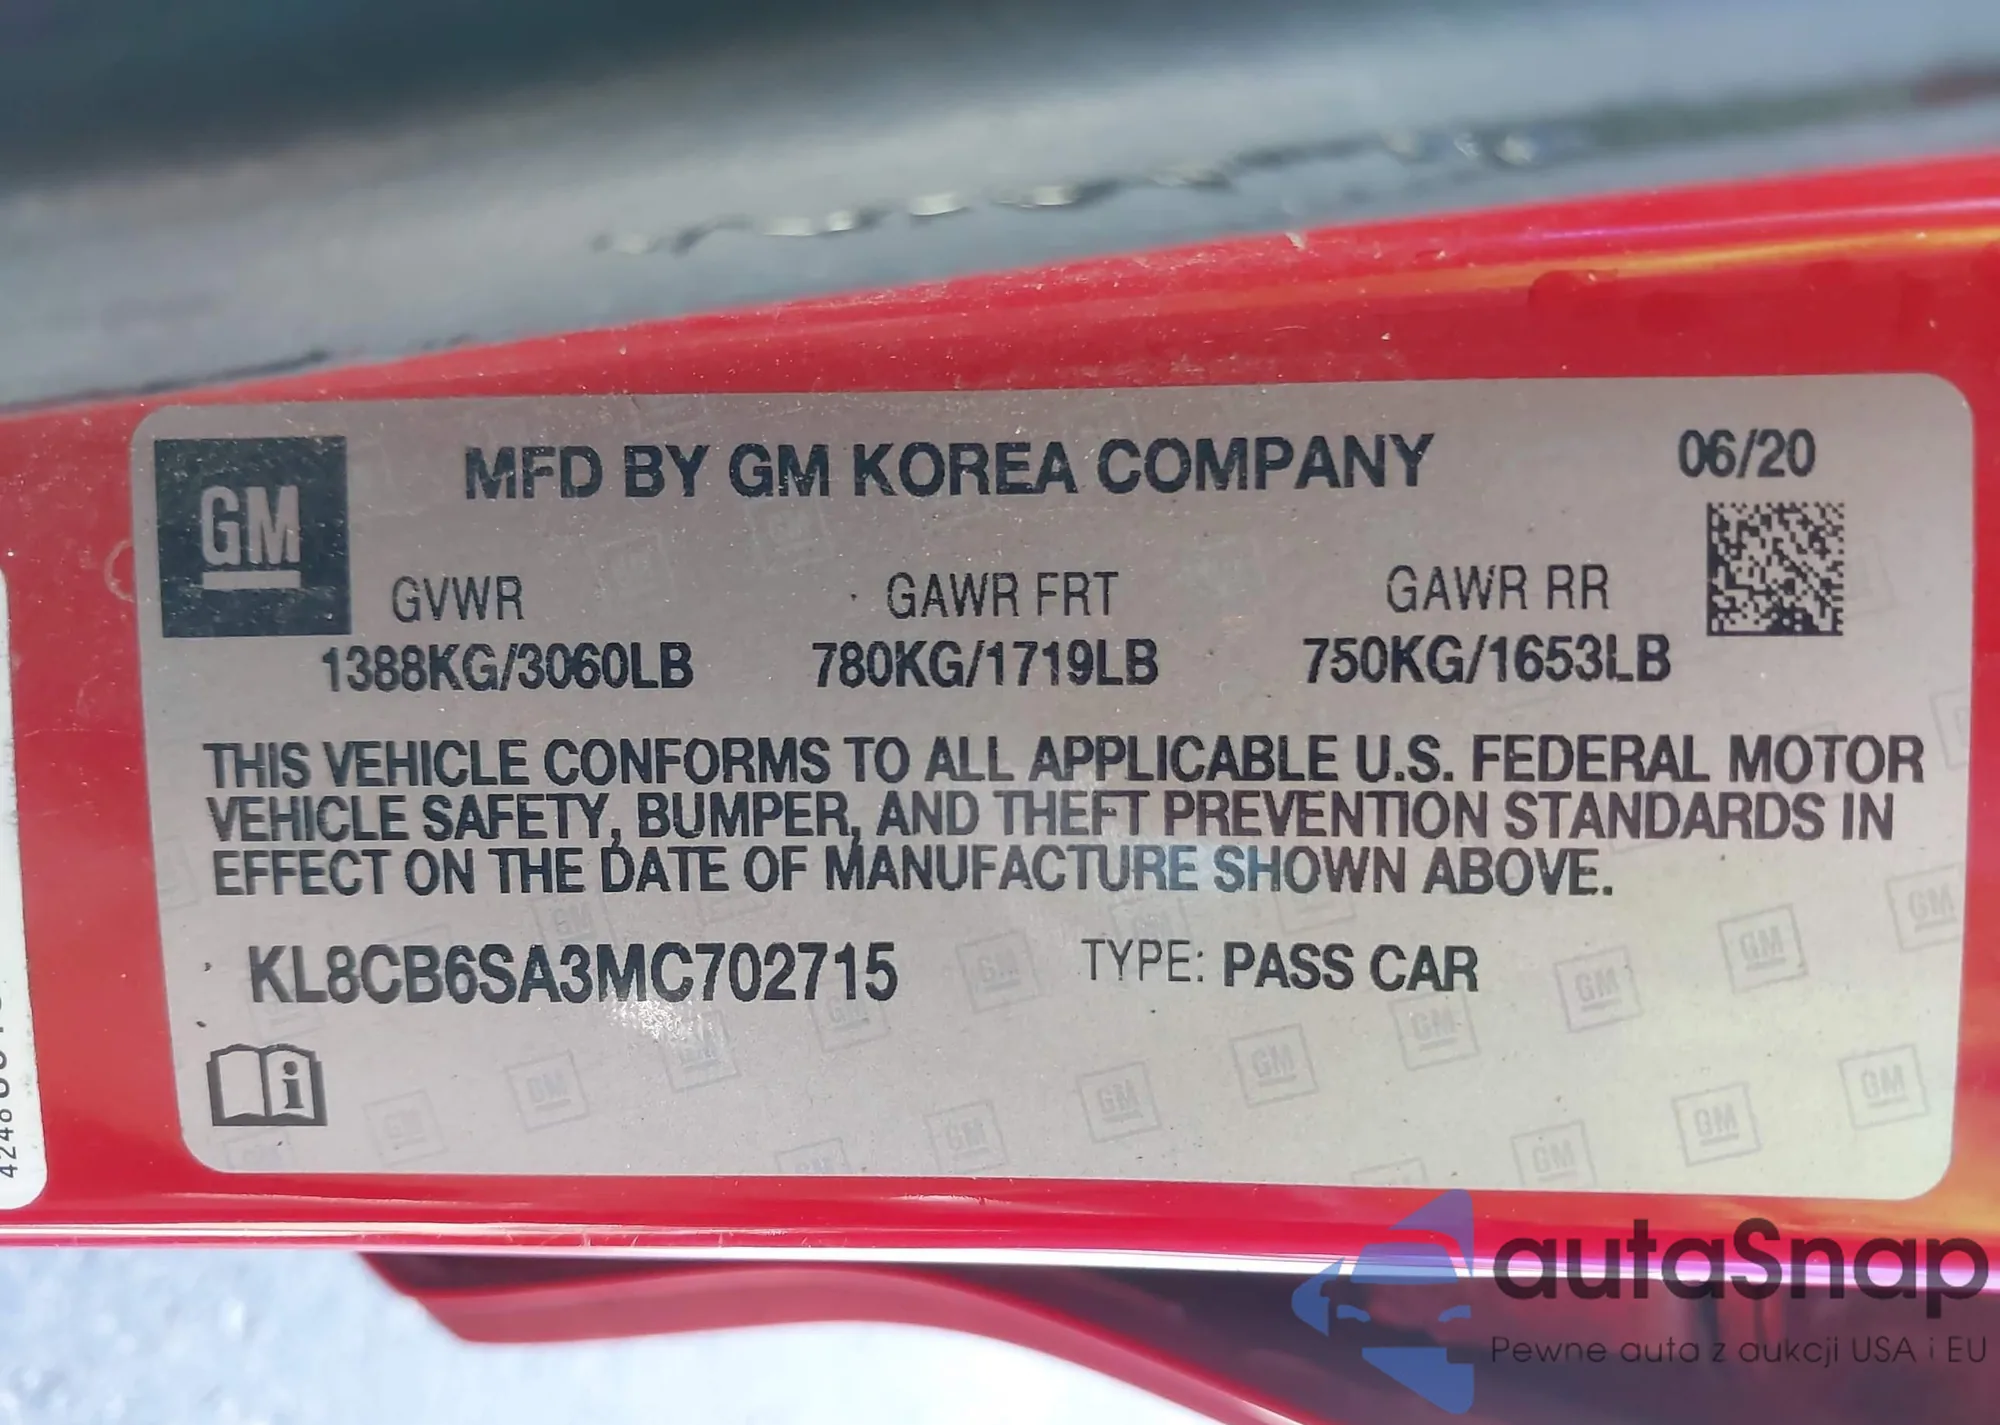 MFD BY GM KOREA COMPANY
06/20
GM
GVWR GAWR FRT GAWR RR
1388KG/3060LB 780KG/1719LB 750KG/1653LB
THIS VEHICLE CONFORMS TO ALL APPLICABLE U.S. FEDERAL MOTOR
VEHICLE SAFETY, BUMPER, AND THEFT PREVENTION STANDARDS IN
EFFECT ON THE DATE OF MANUFACTURE SHOWN ABOVE.
KL8CB6SA3MC702715 TYPE: PASS CAR
autaSnap
Pewne auta z aukcji USA i EU